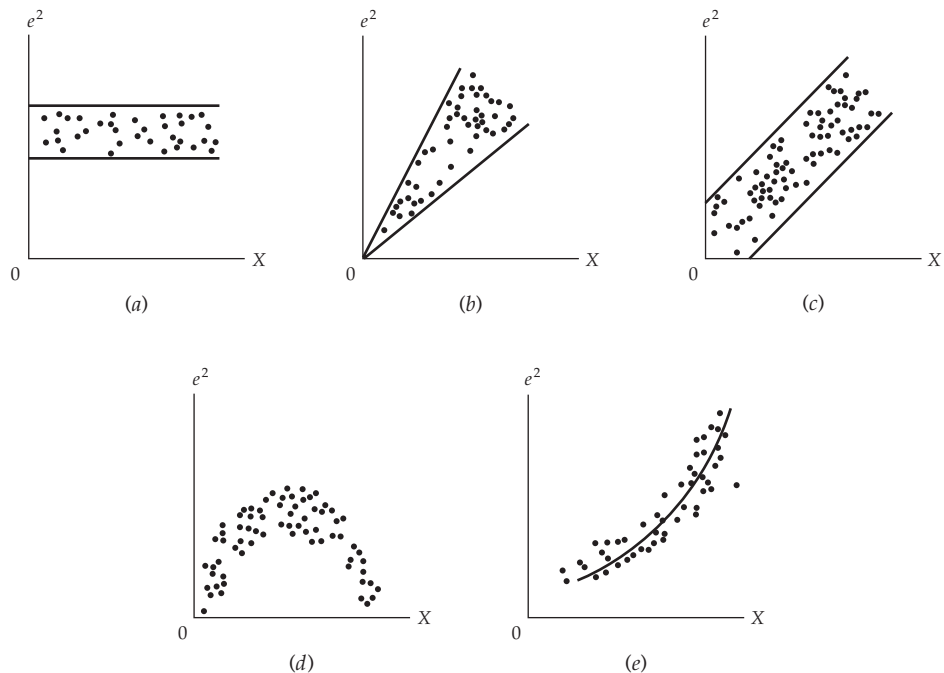 e² e² e²
0 X 0 X 0 X
(a) (b) (c)
e² e²
0 X 0 X
(d) (e)